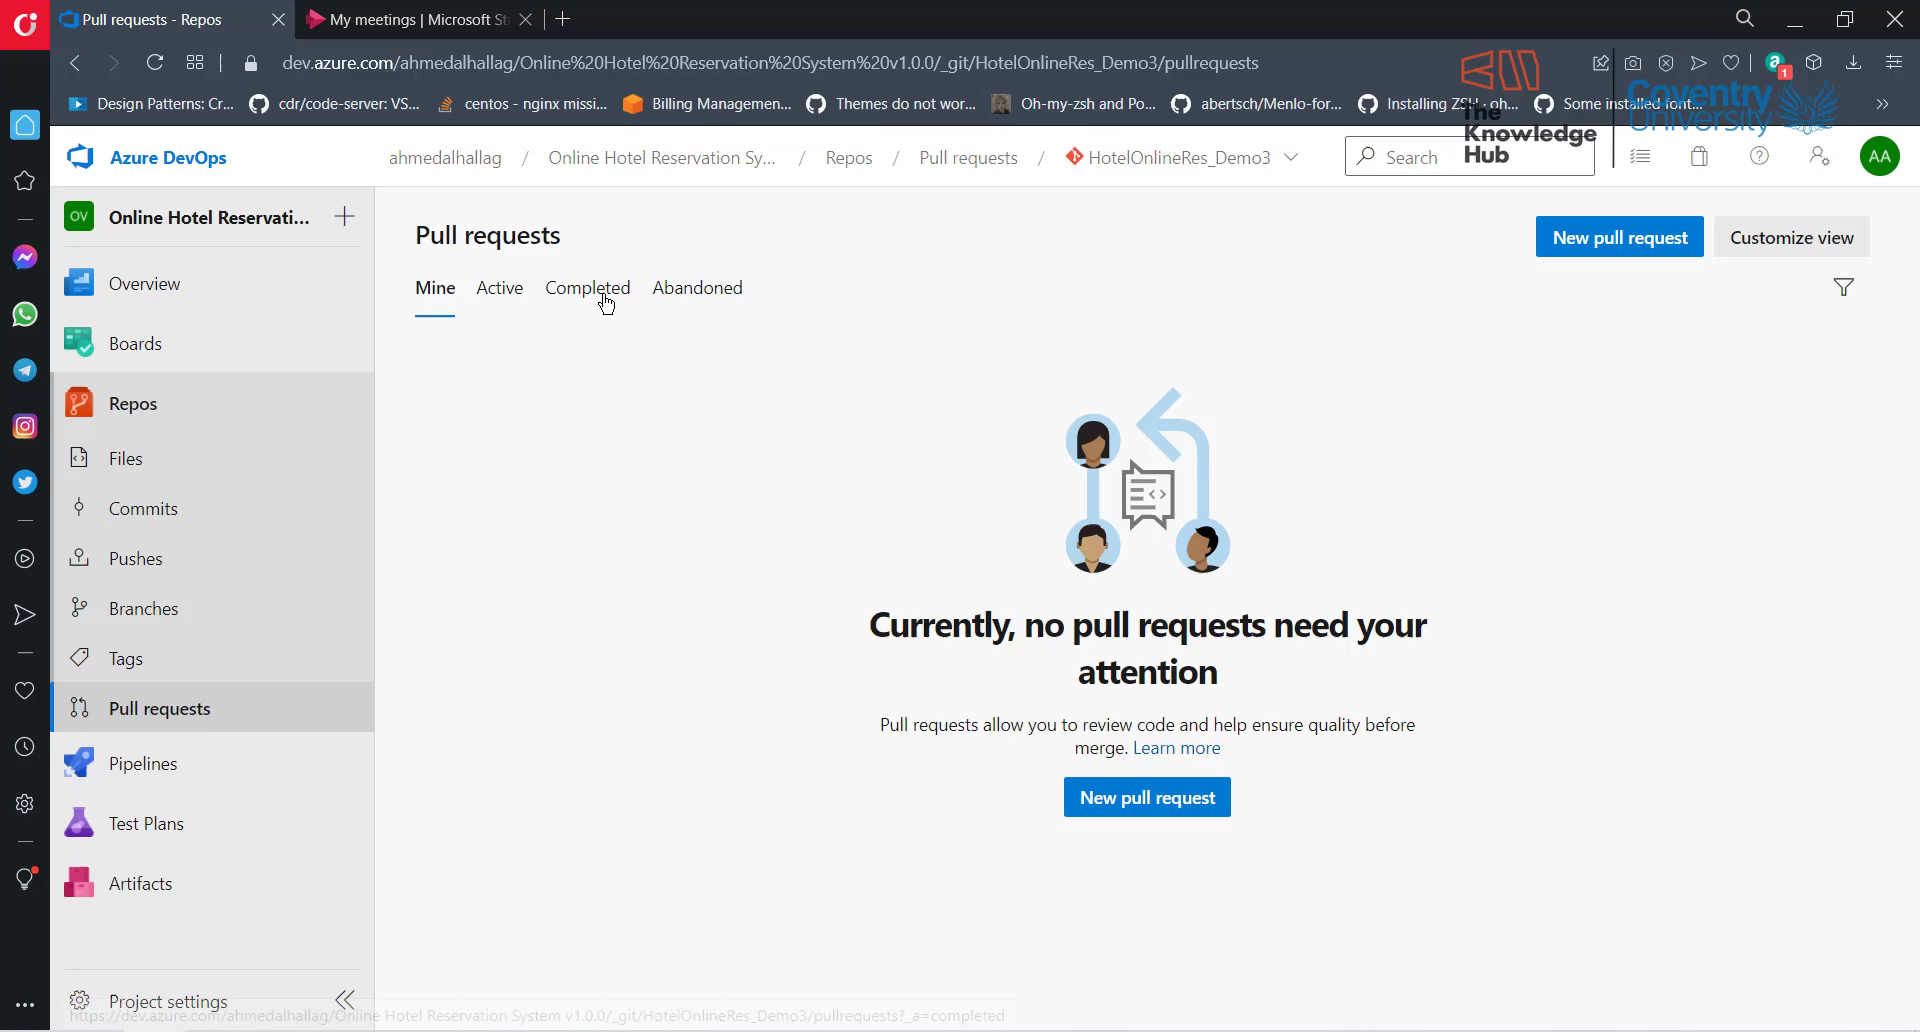 Pull requests - Repos
My meetings | Microsoft St
dev.azure.com/ahmedalhallag/Online%20Hotel%20Reservation%20System%20v1.0.0/_git/HotelOnlineRes_Demo3/pullrequests
a
1
Design Patterns: Cr...
cdr/code-server: VS...
centos - nginx missi...
Billing Managemen...
Themes do not wor...
Oh-my-zsh and Po...
abertsch/Menlo-for...
Installing ZSH · oh...
Some installed font...
The
Knowledge
Hub
Coventry
University
Azure DevOps
ahmedalhallag / Online Hotel Reservation Sy... / Repos / Pull requests / HotelOnlineRes_Demo3
Search
AA
OV
Online Hotel Reservati...
Overview
Boards
Repos
Files
Commits
Pushes
Branches
Tags
Pull requests
Pipelines
Test Plans
Artifacts
Project settings
Pull requests
New pull request
Customize view
Mine
Active
Completed
Abandoned
Currently, no pull requests need your
attention
Pull requests allow you to review code and help ensure quality before
merge. Learn more
New pull request
https://dev.azure.com/ahmedalhallag/Online Hotel Reservation System v1.0.0/_git/HotelOnlineRes_Demo3/pullrequests?_a=completed